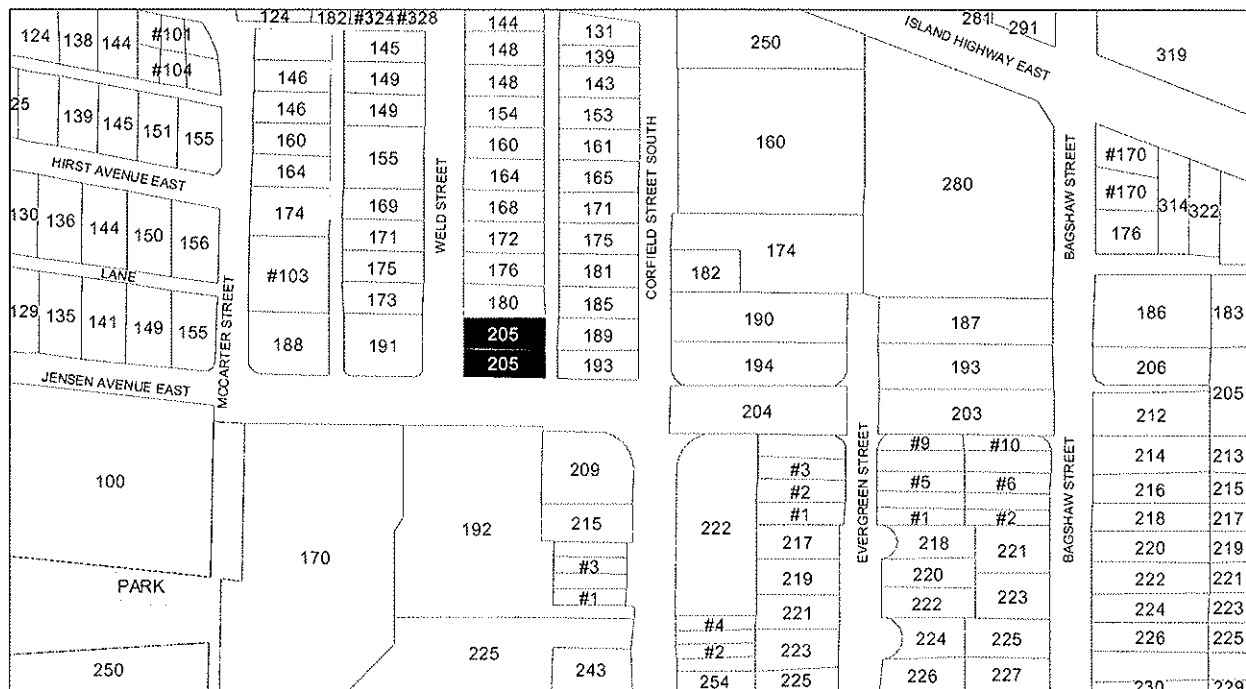 124 182 #324 #328 144 131 281 291
124 138 144 #101 145 148 139 250 ISLAND HIGHWAY EAST 319
#104 146 149 148 143
25 139 145 151 155 146 149 154 153 160 280 #170
HIRST AVENUE EAST 160 155 160 161 #170 314 322
164 164 165
130 136 144 150 156 174 169 168 171 176
171 172 175 174
LANE #103 175 176 181 182
129 135 141 149 155 173 180 185 190 187 186 183
188 191 205 189
205 193 194 193 206
JENSEN AVENUE EAST 205
MCCARTER STREET
WELD STREET
CORFIELD STREET SOUTH
BAGSHAW STREET
204 203 212
100 170 192 209 222 #3 #9 #10 214 213
#2 #5 #6 216 215
215 #1 #1 #2 218 217
EVERGREEN STREET
BAGSHAW STREET
#3 217 218 221 220 219
PARK #1 219 220 223 222 221
221 222 224 223
#4 223 224 225 226 225
250 225 243 #2
254 225 226 227 230 229